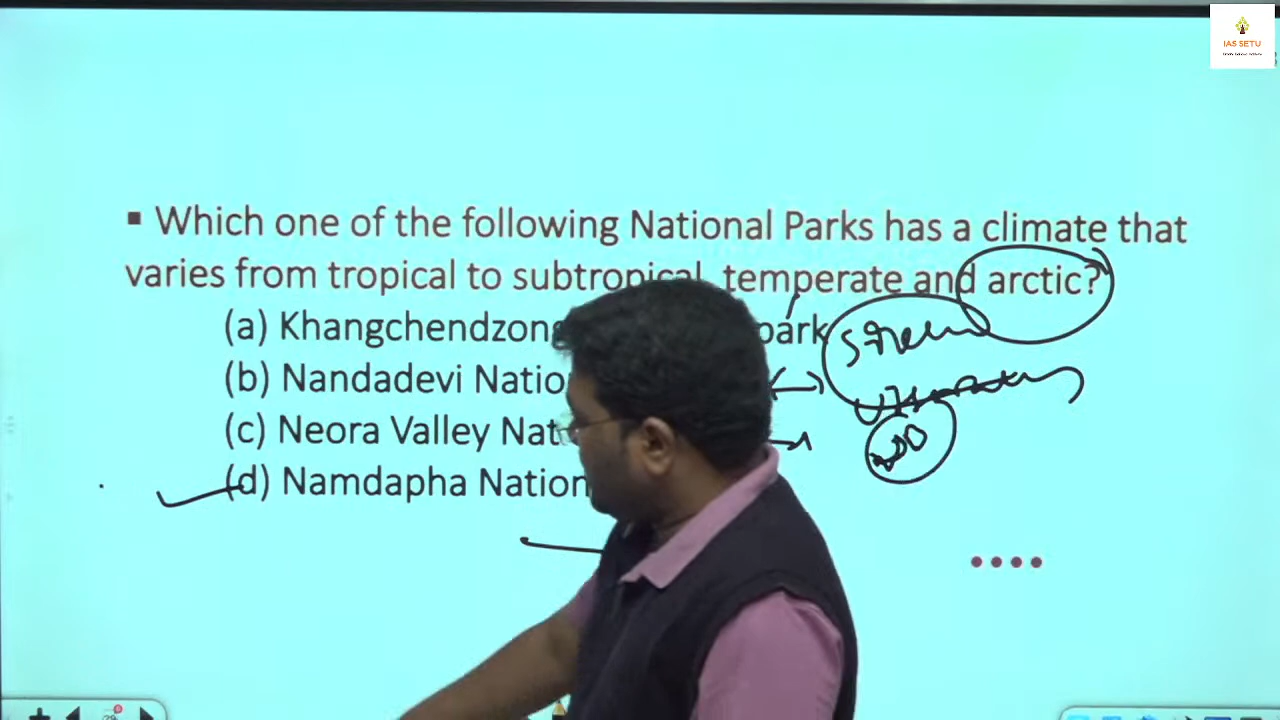 IAS SETU
▪ Which one of the following National Parks has a climate that
varies from tropical to subtropical, temperate and arctic?
(a) Khangchendzon park
(b) Nandadevi Natio
(c) Neora Valley Nat
(d) Namdapha Nation